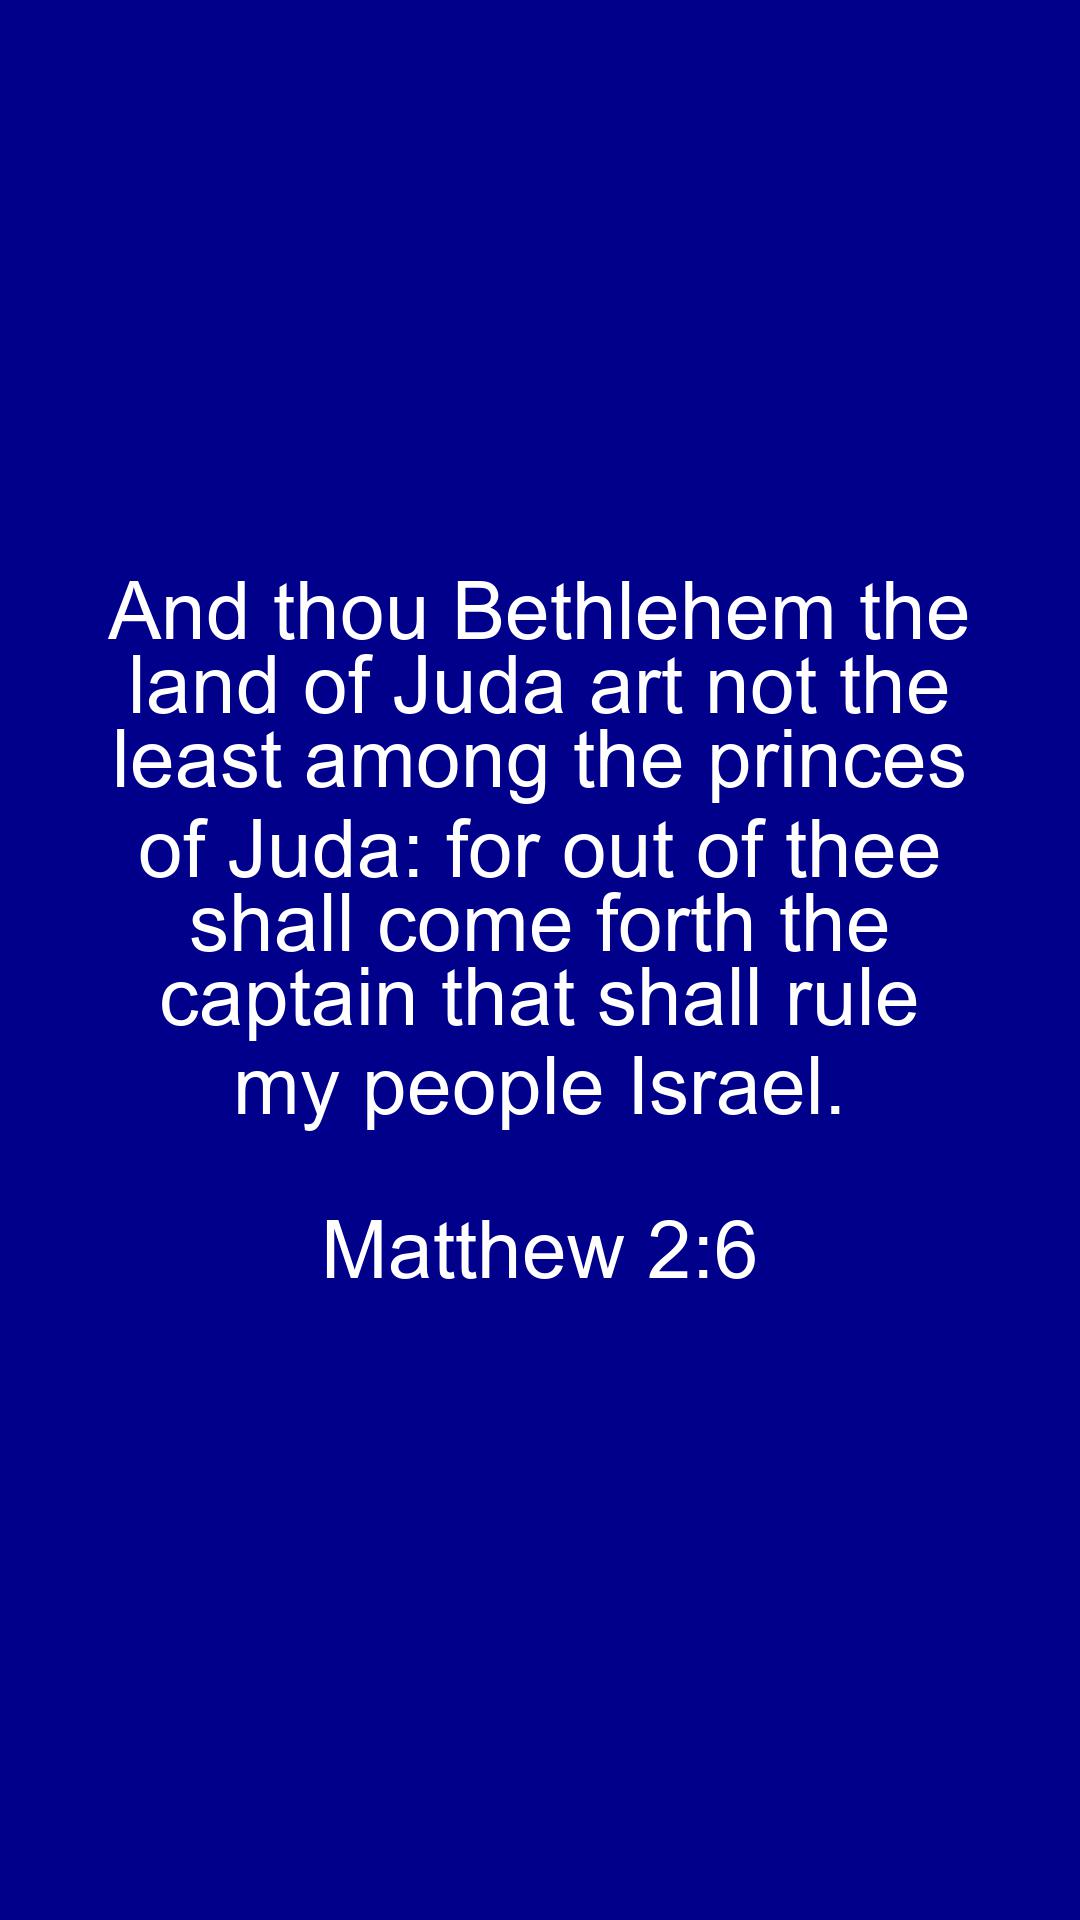 And thou Bethlehem the
land of Juda art not the
least among the princes
of Juda: for out of thee
shall come forth the
captain that shall rule
my people Israel.
Matthew 2:6